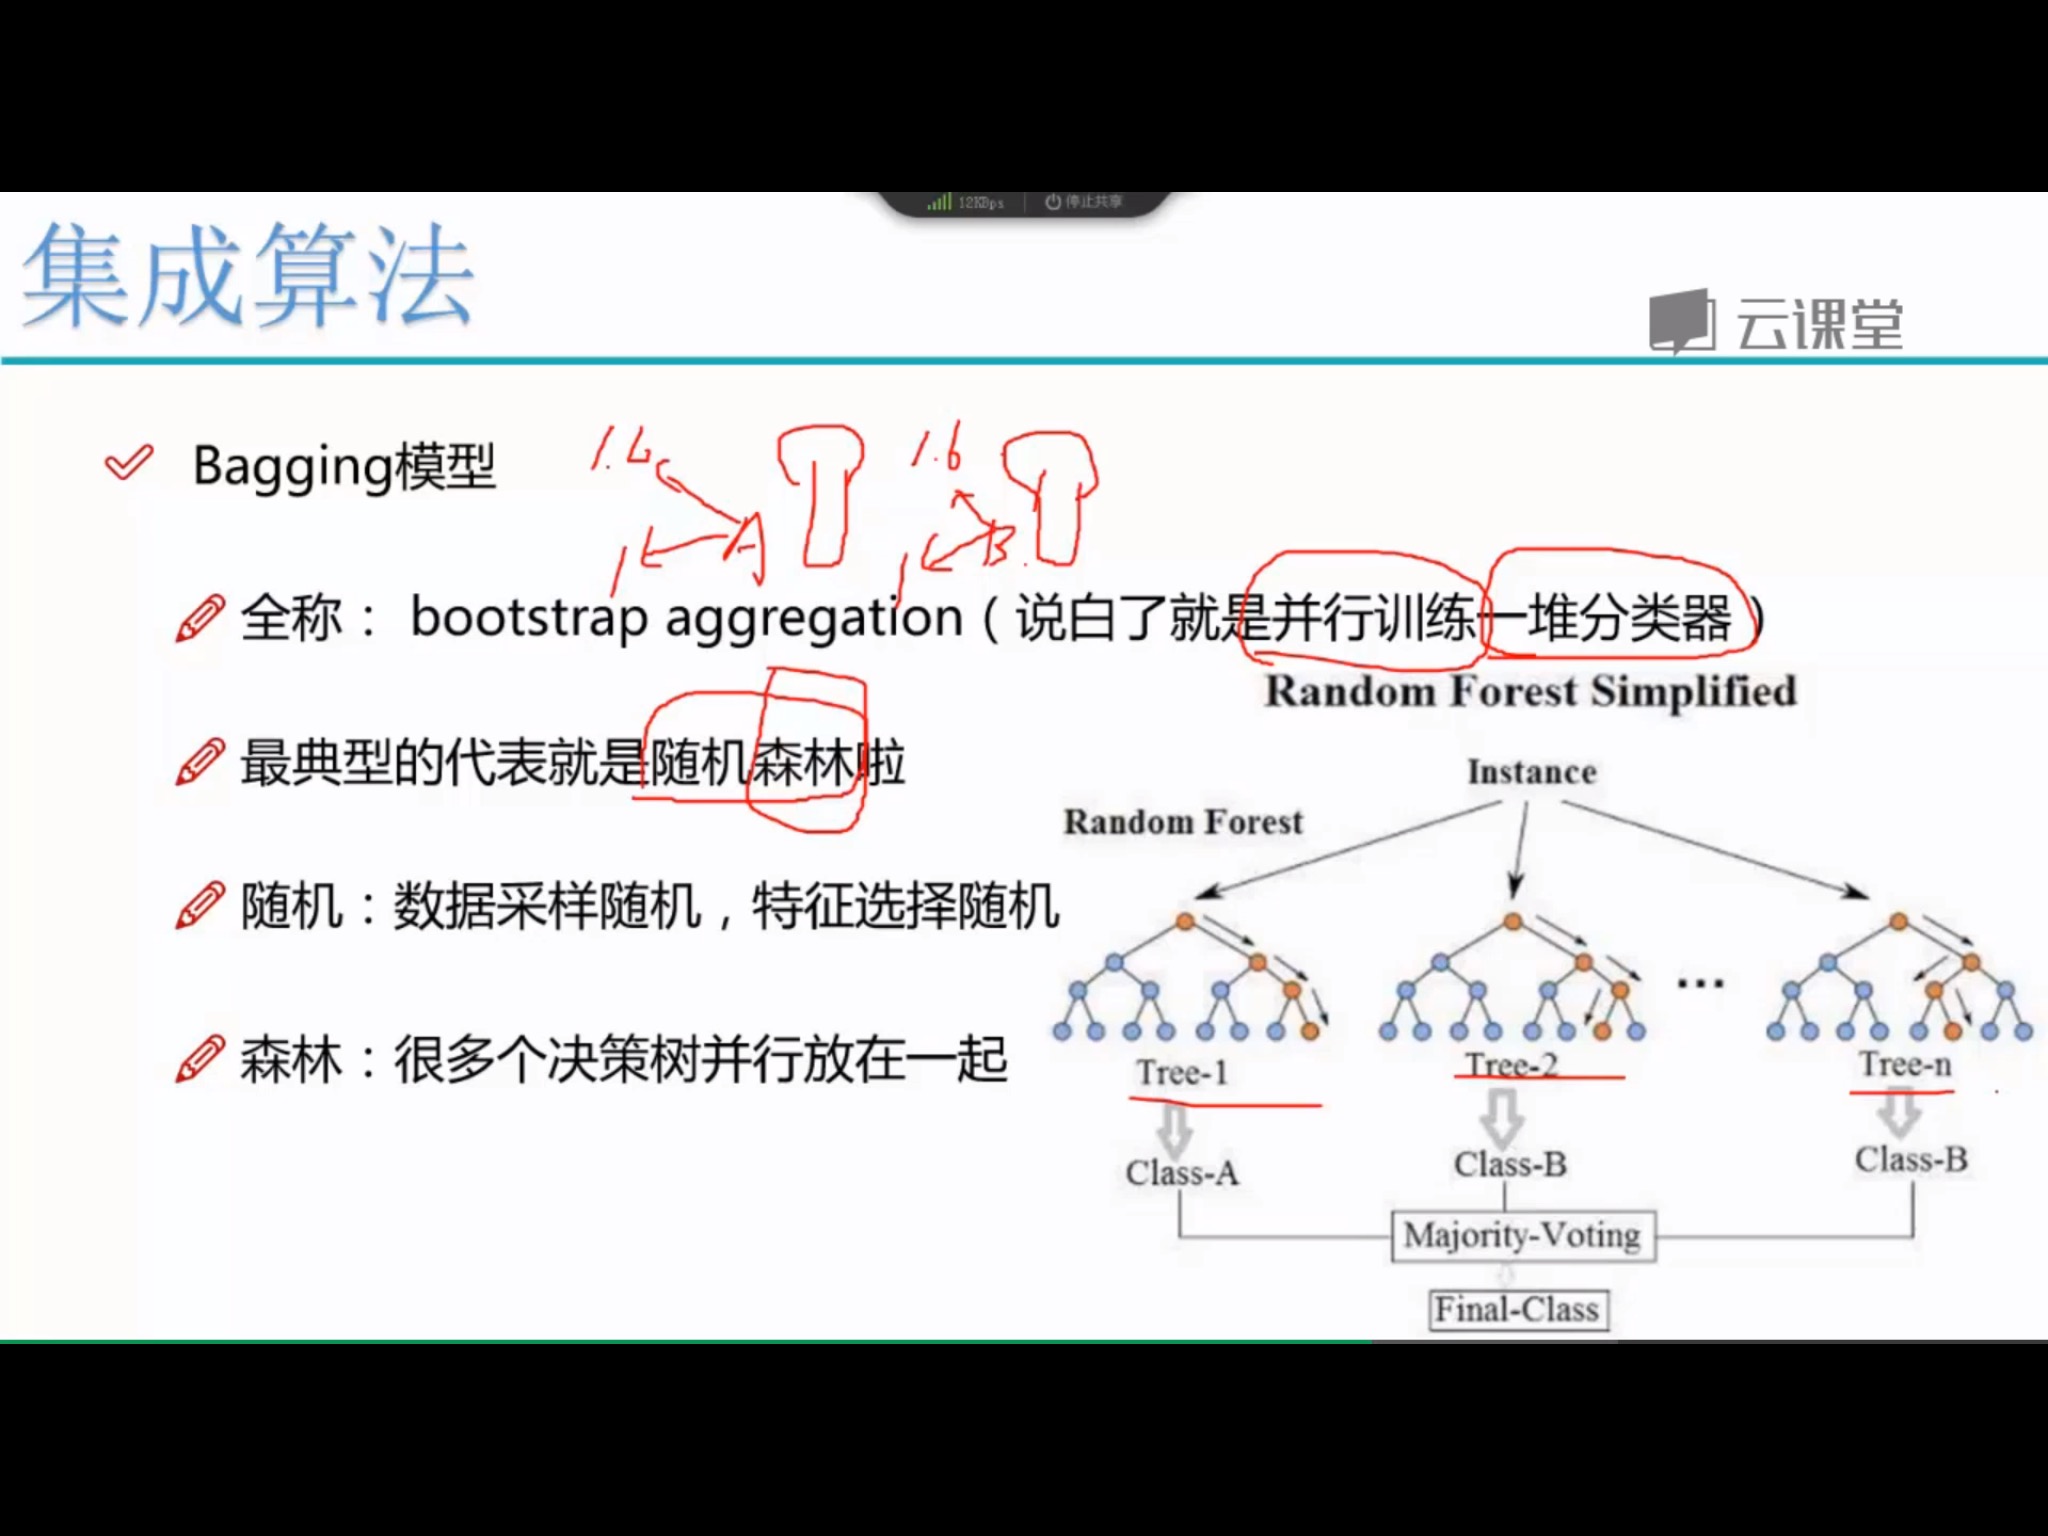 12KBps 停止共享
集成算法
云课堂
Bagging模型
1.6
A
1
1.6
B
1
全称： bootstrap aggregation（说白了就是并行训练一堆分类器）
最典型的代表就是随机森林啦
随机：数据采样随机，特征选择随机
森林：很多个决策树并行放在一起
Random Forest Simplified
Instance
Random Forest
...
Tree-1 Tree-2 Tree-n
Class-A Class-B Class-B
Majority-Voting
Final-Class